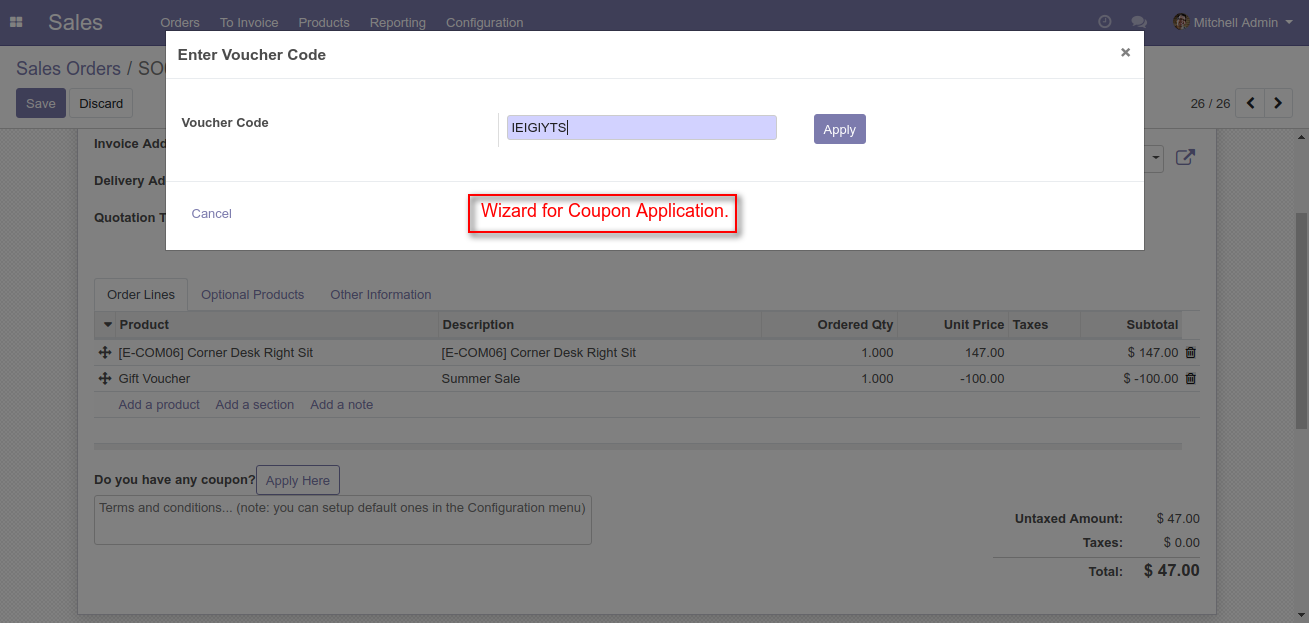 Sales Orders To Invoice Products Reporting Configuration Mitchell Admin
Enter Voucher Code ×
Sales Orders / SO
Save Discard 26 / 26
Voucher Code IEIGIYTS Apply
Invoice Add
Delivery Ad
Quotation T
Cancel Wizard for Coupon Application.
Order Lines Optional Products Other Information
Product Description Ordered Qty Unit Price Taxes Subtotal
[E-COM06] Corner Desk Right Sit [E-COM06] Corner Desk Right Sit 1.000 147.00 $ 147.00
Gift Voucher Summer Sale 1.000 -100.00 $ -100.00
Add a product Add a section Add a note
Do you have any coupon? Apply Here
Terms and conditions... (note: you can setup default ones in the Configuration menu)
Untaxed Amount: $ 47.00
Taxes: $ 0.00
Total: $ 47.00